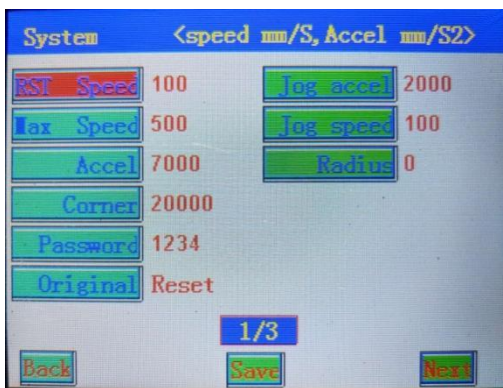 System <speed mm/S,Accel mm/S2>
RST Speed 100 Jog accel 2000
Max Speed 500 Jog speed 100
Accel 7000 Radius 0
Corner 20000
Password 1234
Original Reset
1/3
Back Save Next